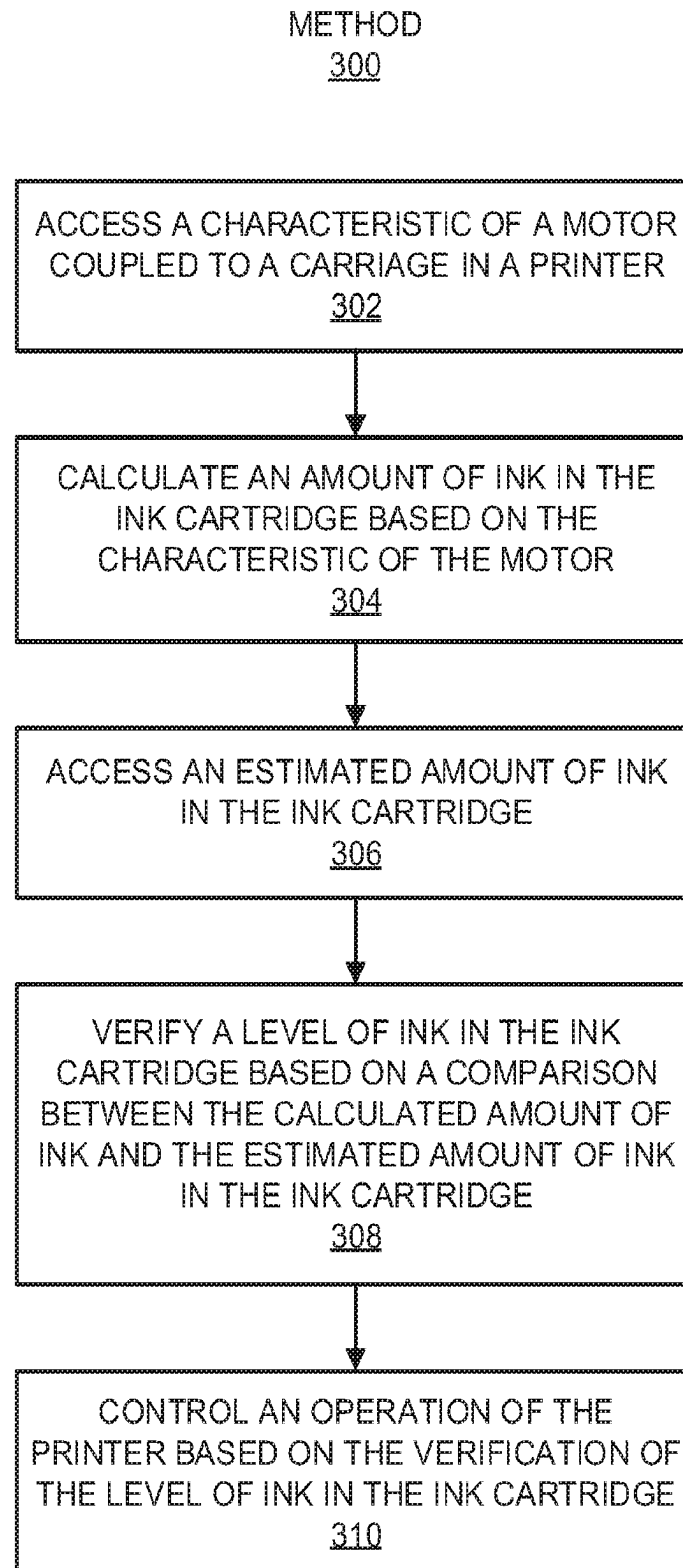 METHOD
300
ACCESS A CHARACTERISTIC OF A MOTOR
COUPLED TO A CARRIAGE IN A PRINTER
302
CALCULATE AN AMOUNT OF INK IN THE
INK CARTRIDGE BASED ON THE
CHARACTERISTIC OF THE MOTOR
304
ACCESS AN ESTIMATED AMOUNT OF INK
IN THE INK CARTRIDGE
306
VERIFY A LEVEL OF INK IN THE INK
CARTRIDGE BASED ON A COMPARISON
BETWEEN THE CALCULATED AMOUNT OF
INK AND THE ESTIMATED AMOUNT OF INK
IN THE INK CARTRIDGE
308
CONTROL AN OPERATION OF THE
PRINTER BASED ON THE VERIFICATION OF
THE LEVEL OF INK IN THE INK CARTRIDGE
310